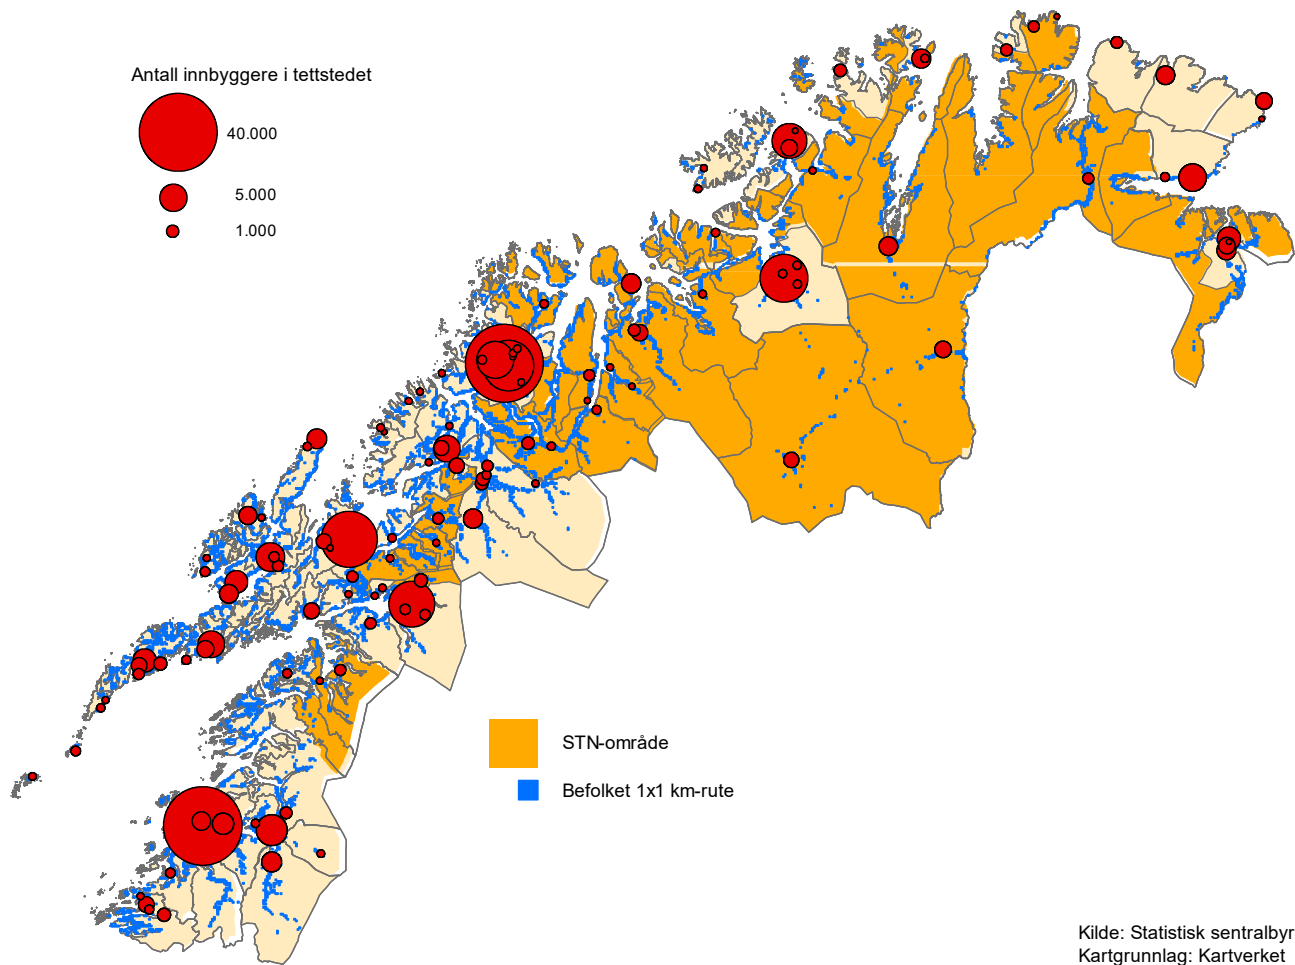 Antall innbyggere i tettstedet
40.000
5.000
1.000
STN-område
Befolket 1x1 km-rute
Kilde: Statistisk sentralbyr
Kartgrunnlag: Kartverket